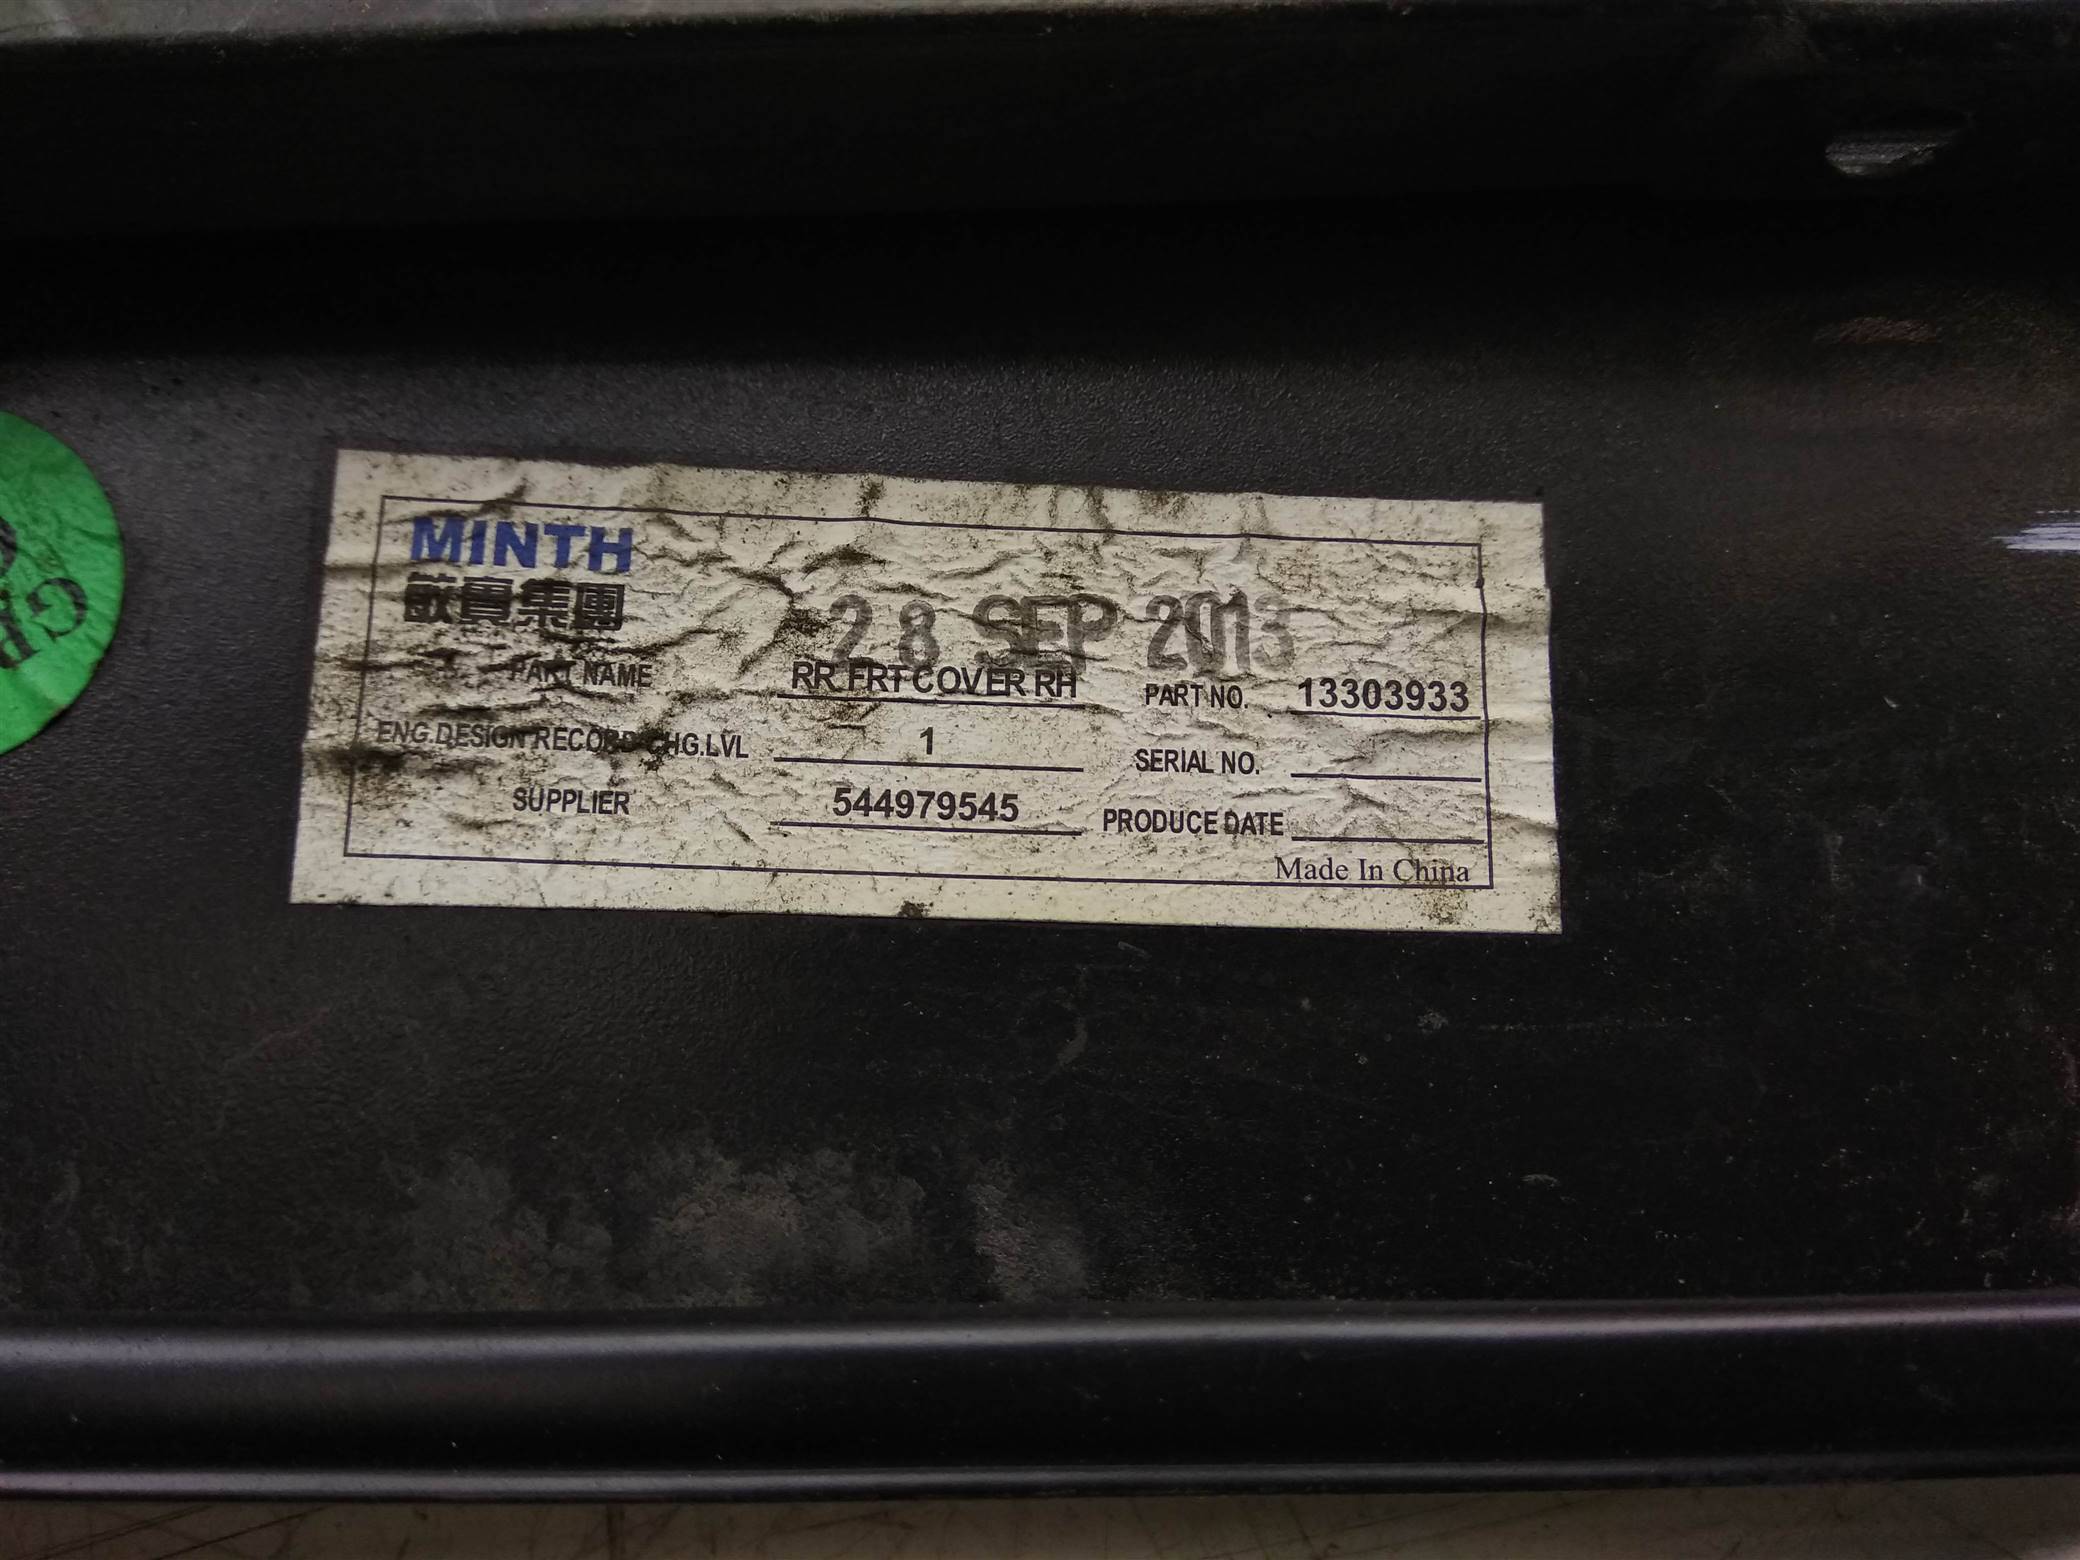 MINTH
敏實集團
28 SEP 2013
PART NAME RR FRT COVER RH PART NO. 13303933
ENG.DESIGN RECORD CHG.LVL 1 SERIAL NO.
SUPPLIER 544979545 PRODUCE DATE
Made In China